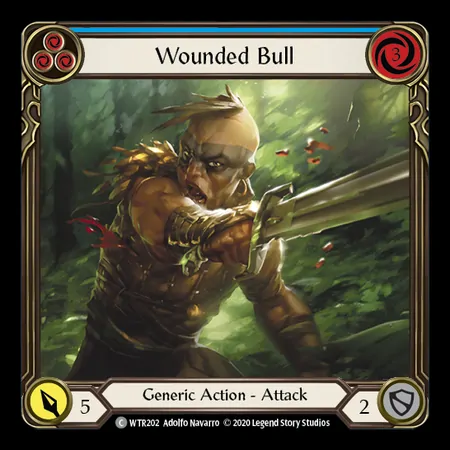 Wounded Bull
3
Generic Action - Attack
5
2
C WTR202 Adolfo Navarro © 2020 Legend Story Studios